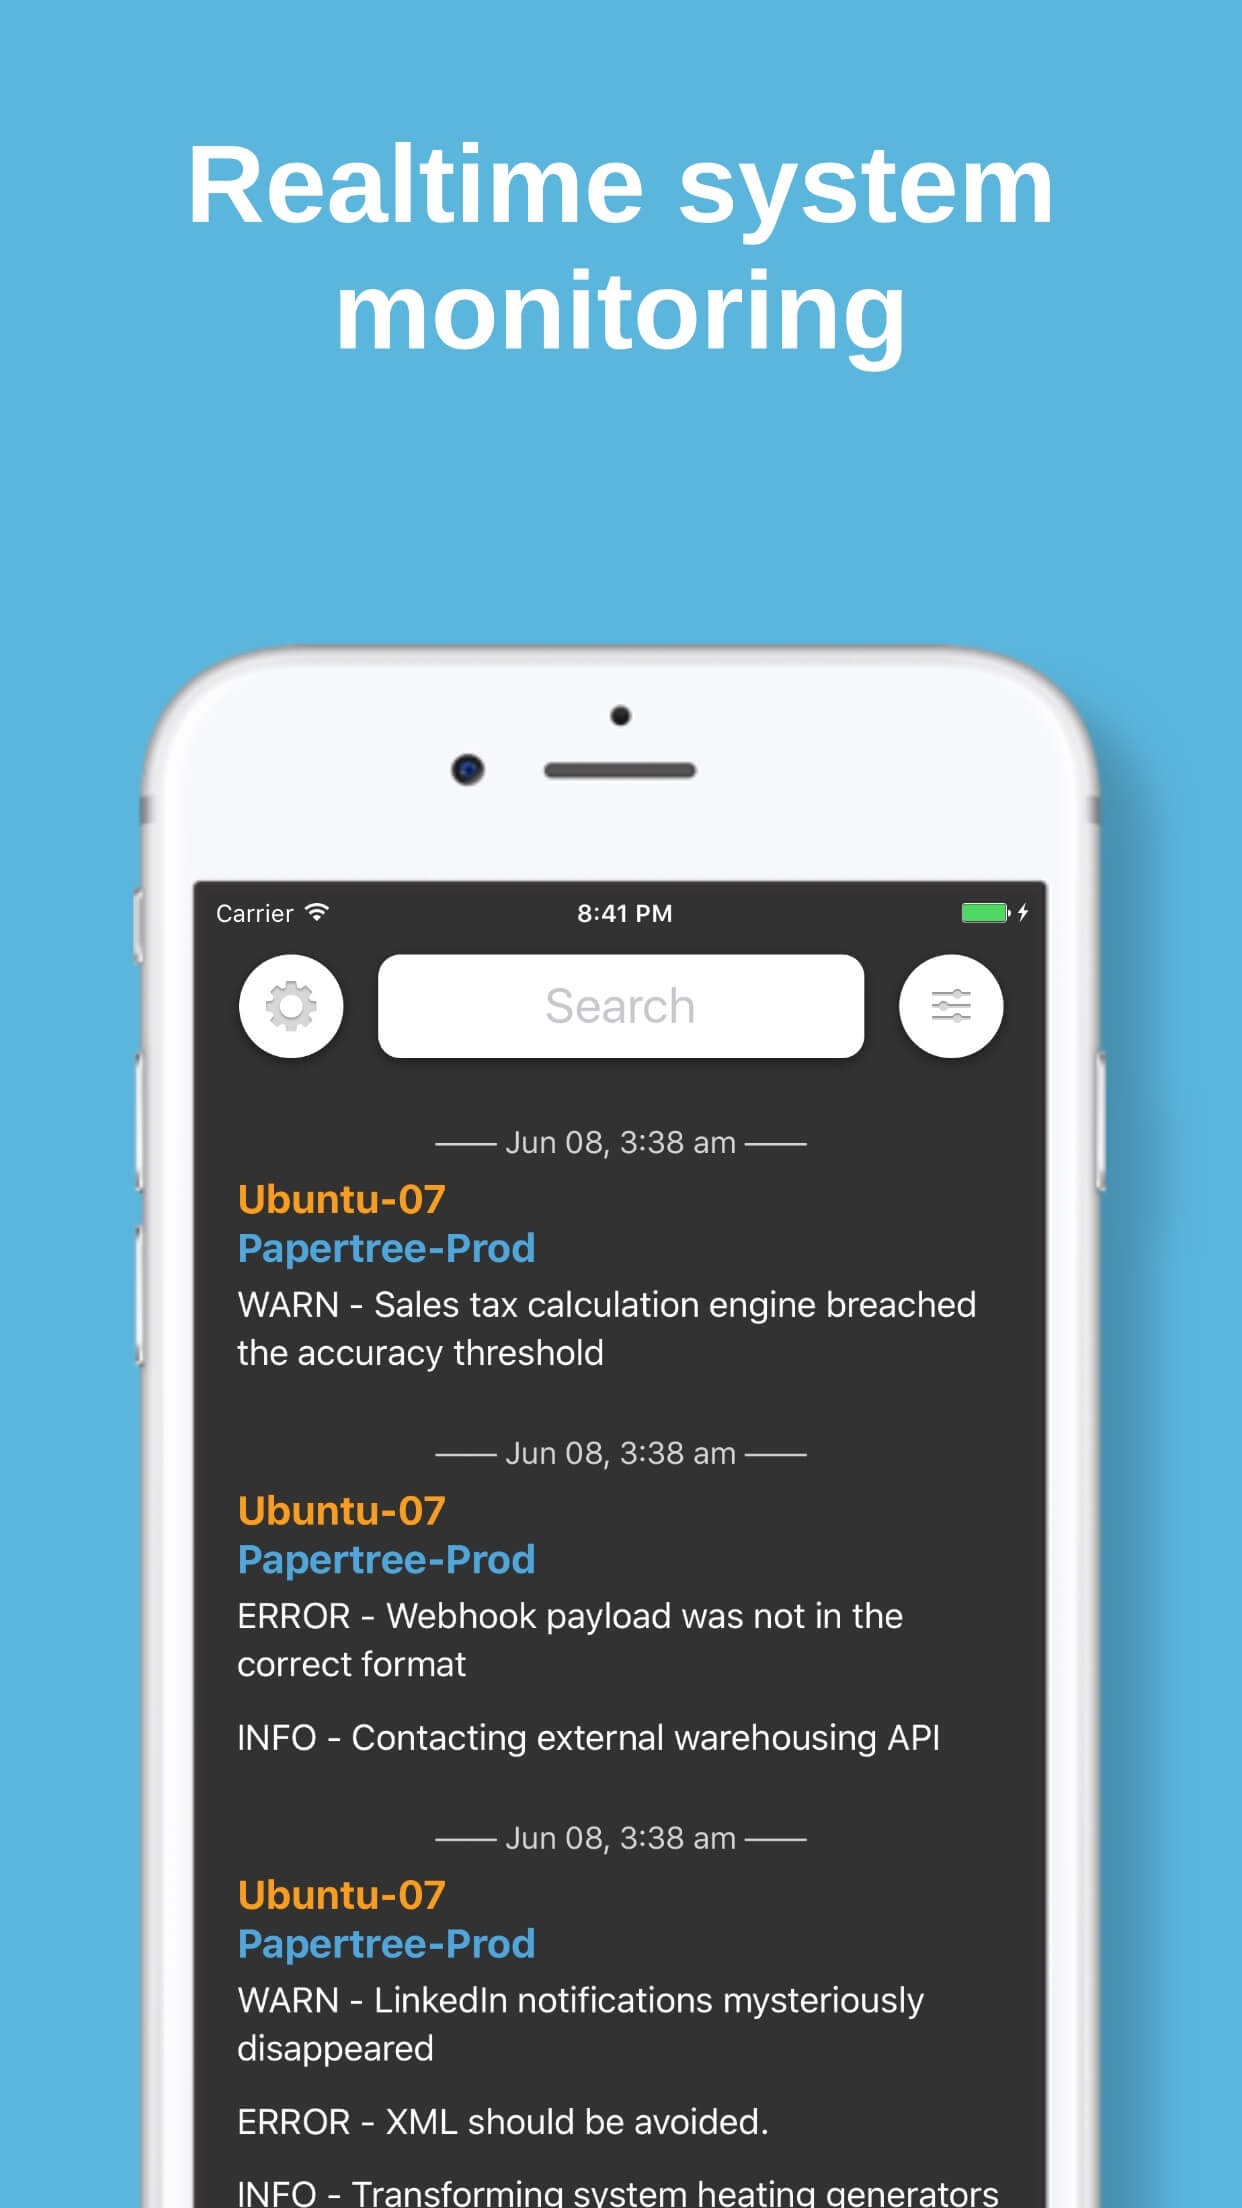 Realtime system
monitoring
Carrier
8:41 PM
Search
Jun 08, 3:38 am
Ubuntu-07
Papertree-Prod
WARN - Sales tax calculation engine breached
the accuracy threshold
Jun 08, 3:38 am
Ubuntu-07
Papertree-Prod
ERROR - Webhook payload was not in the
correct format
INFO - Contacting external warehousing API
Jun 08, 3:38 am
Ubuntu-07
Papertree-Prod
WARN - LinkedIn notifications mysteriously
disappeared
ERROR - XML should be avoided.
INFO - Transforming system heating generators